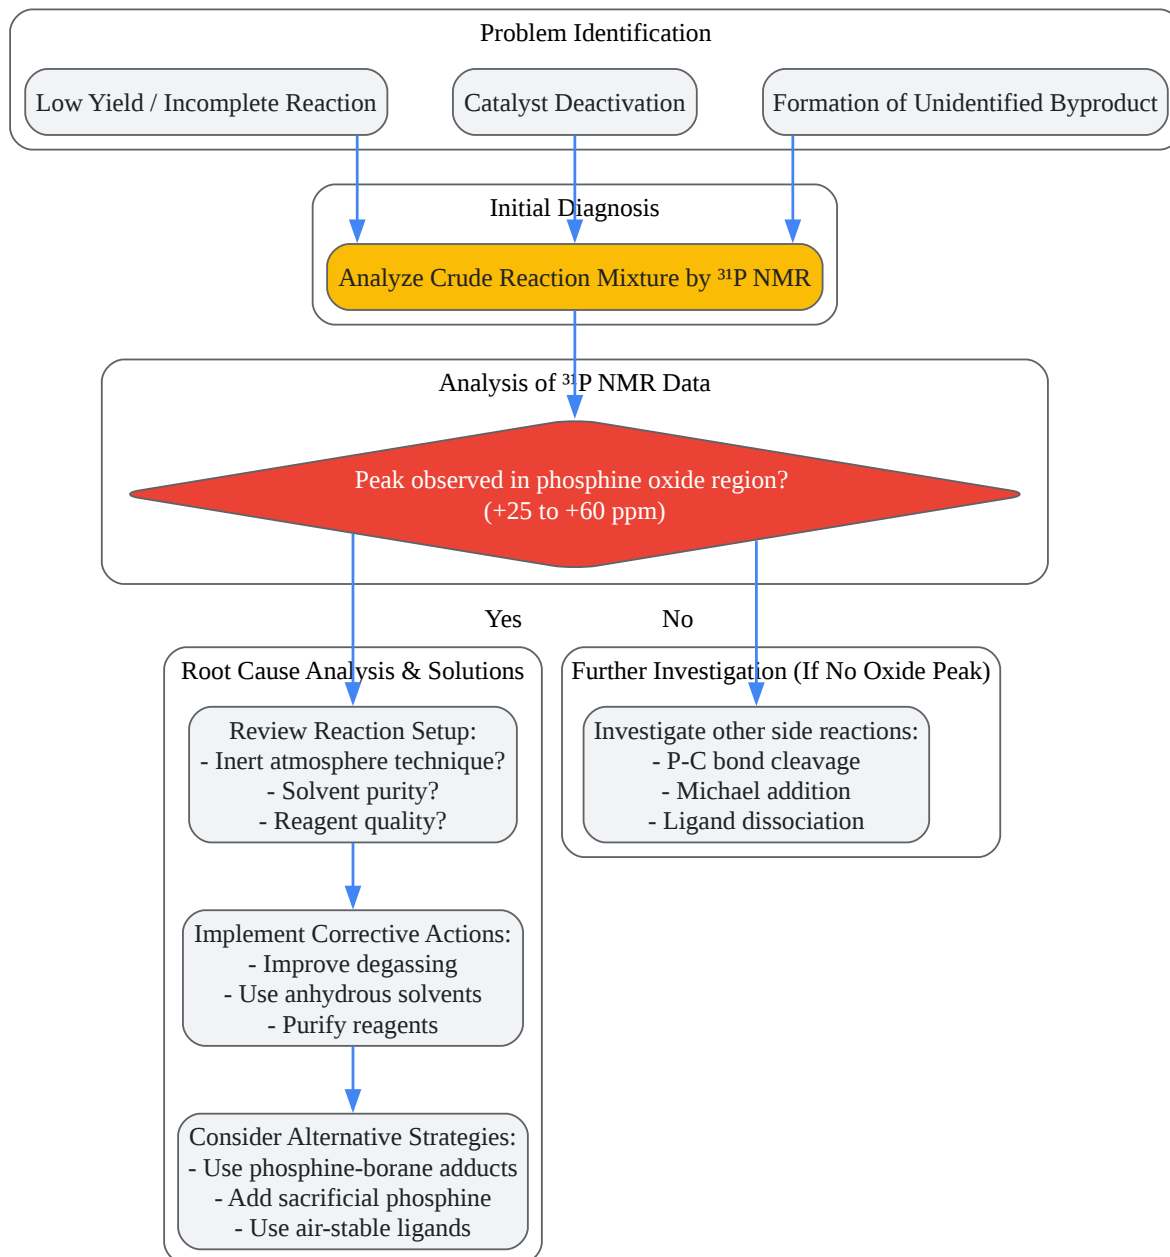 Problem Identification
Low Yield / Incomplete Reaction
Catalyst Deactivation
Formation of Unidentified Byproduct
Initial Diagnosis
Analyze Crude Reaction Mixture by ³¹P NMR
Analysis of ³¹P NMR Data
Peak observed in phosphine oxide region?
(+25 to +60 ppm)
Yes
No
Root Cause Analysis & Solutions
Review Reaction Setup:
- Inert atmosphere technique?
- Solvent purity?
- Reagent quality?
Implement Corrective Actions:
- Improve degassing
- Use anhydrous solvents
- Purify reagents
Consider Alternative Strategies:
- Use phosphine-borane adducts
- Add sacrificial phosphine
- Use air-stable ligands
Further Investigation (If No Oxide Peak)
Investigate other side reactions:
- P-C bond cleavage
- Michael addition
- Ligand dissociation